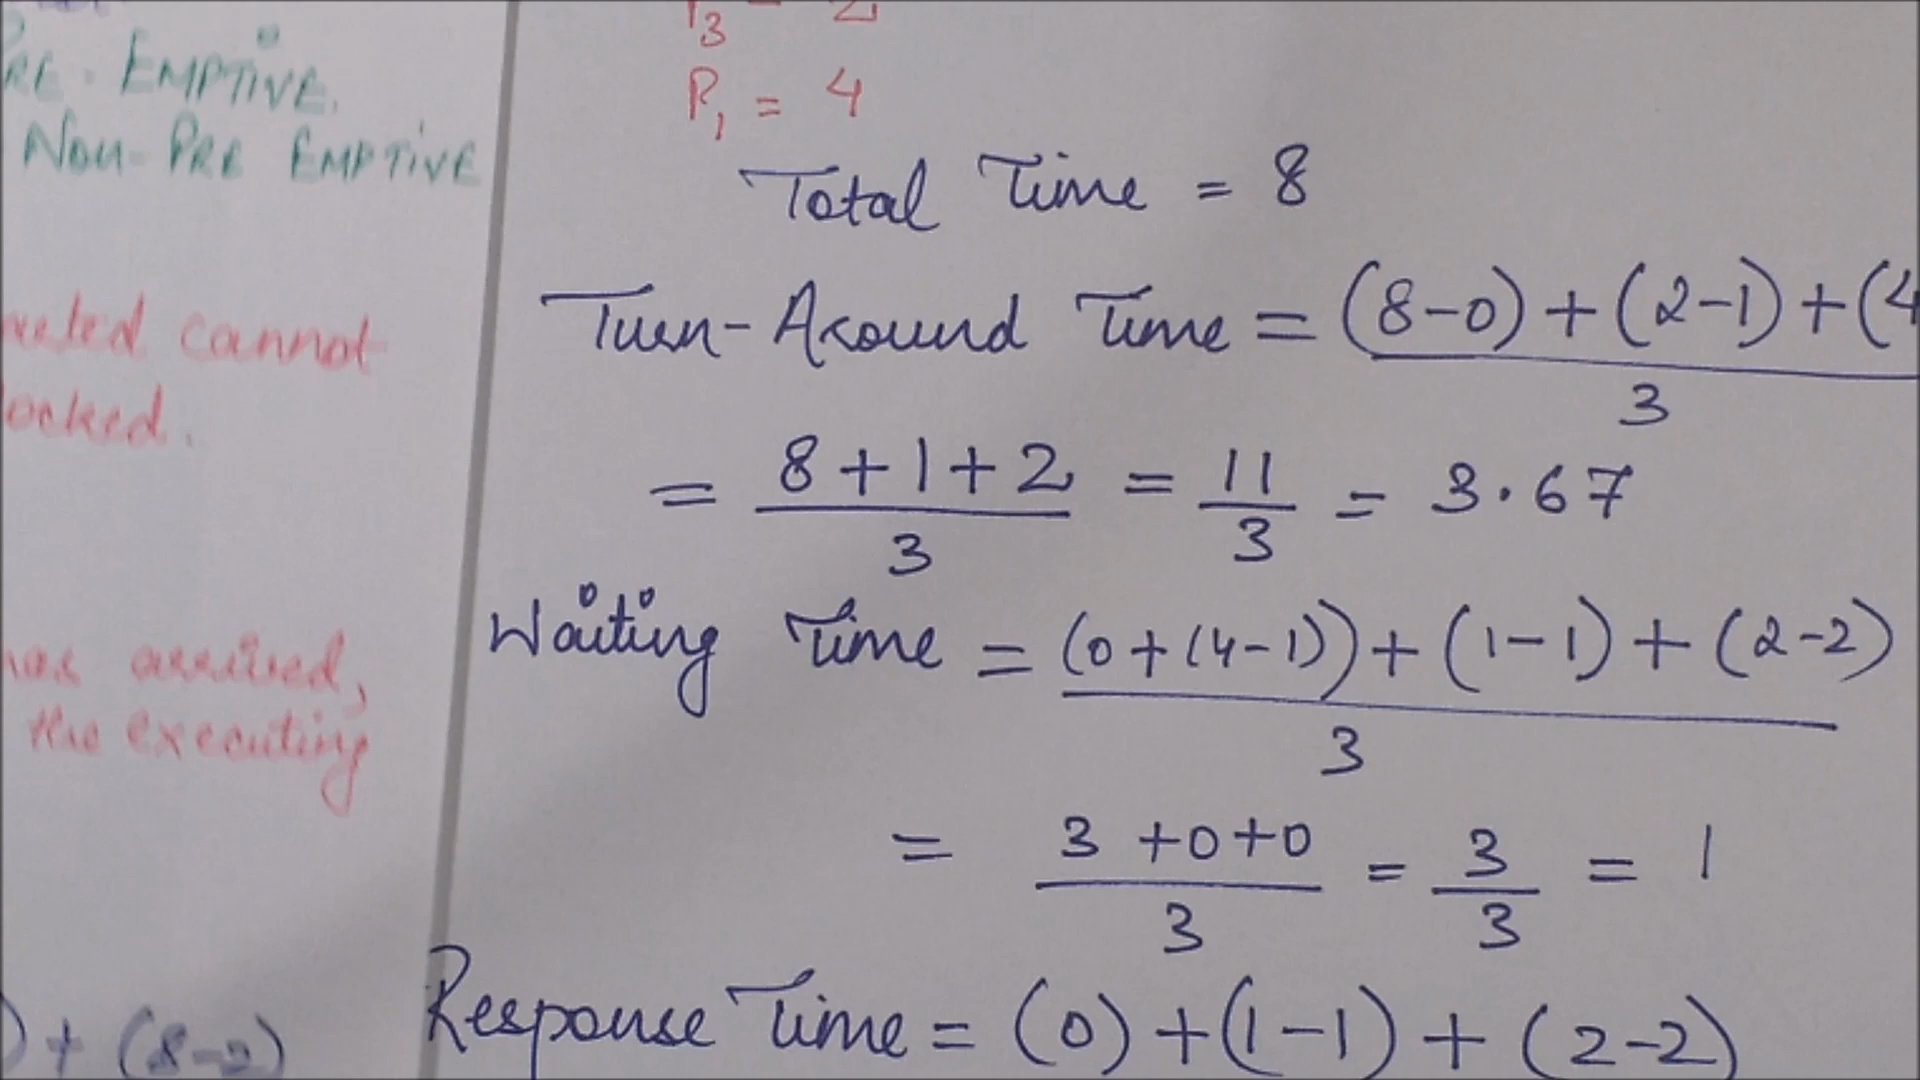 PRE-EMPTIVE.
NON-PRE EMPTIVE
cannot
arrived,
the executing
) + (8-2)
P3 = 2
P1 = 4
Total Time = 8
Turn-Around Time = (8-0) + (2-1) + (4
3
= 8+1+2 = 11 = 3.67
3 3
Waiting Time = (0+(4-1)) + (1-1) + (2-2)
3
= 3+0+0 = 3 = 1
3 3
Response Time = (0) + (1-1) + (2-2)